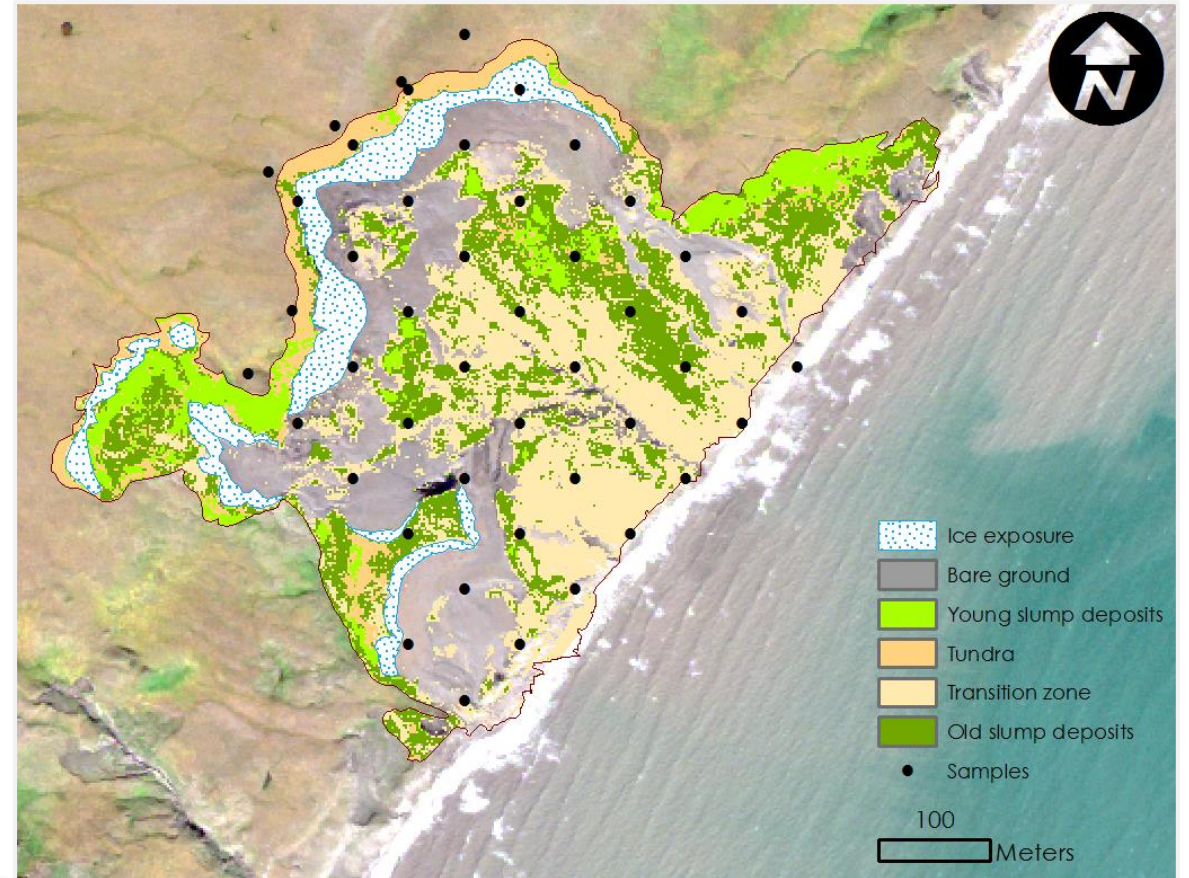 N
Ice exposure
Bare ground
Young slump deposits
Tundra
Transition zone
Old slump deposits
Samples
100
Meters